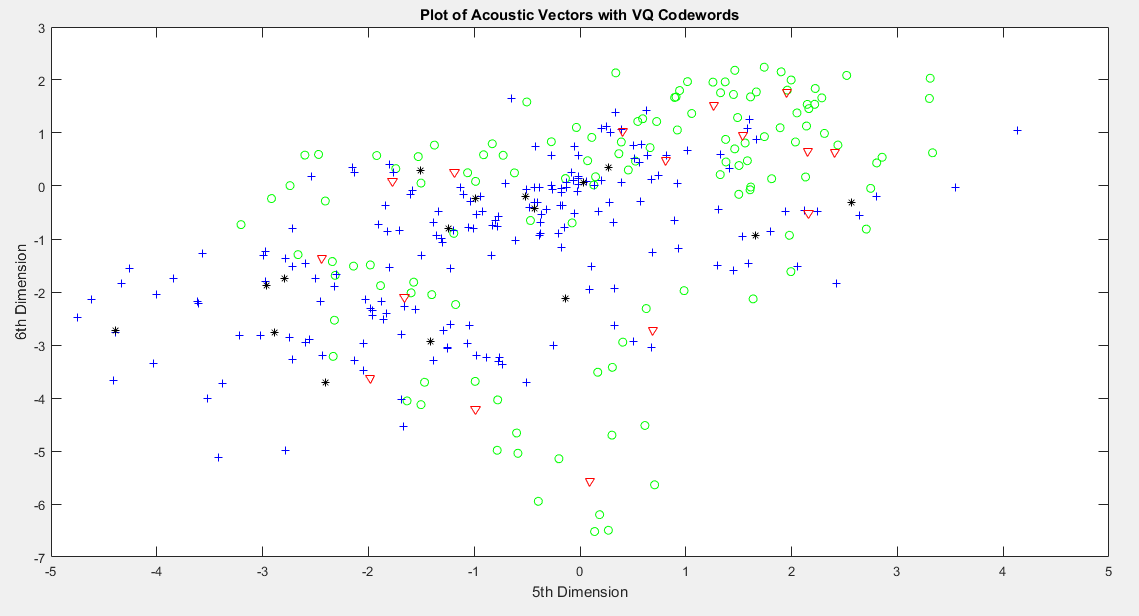 Plot of Acoustic Vectors with VQ Codewords
3
2
1
0
-1
-2
-3
-4
-5
-6
-7
6th Dimension
-5 -4 -3 -2 -1 0 1 2 3 4 5
5th Dimension